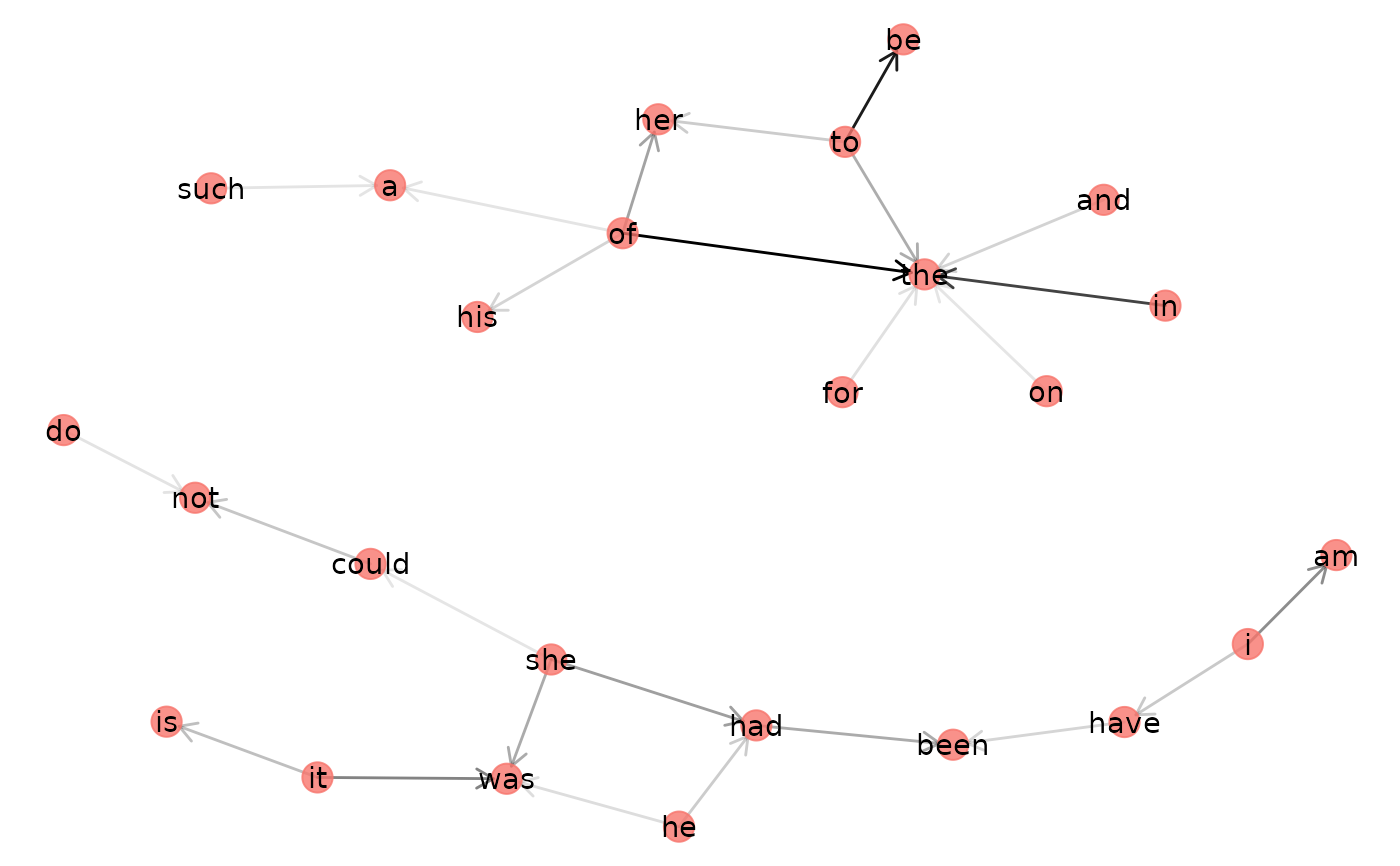 be
her
to
such
a
and
of
the
in
his
for
on
do
not
could
am
i
she
is
had
have
been
it
was
he